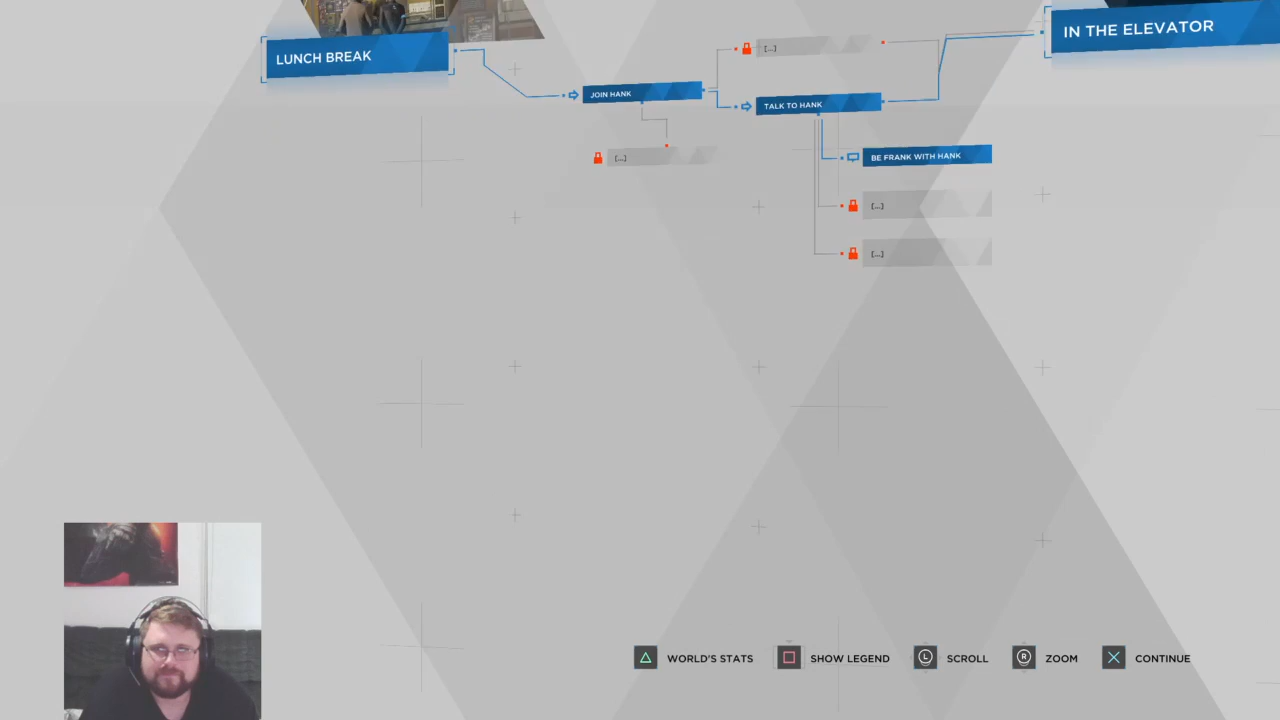 LUNCH BREAK
IN THE ELEVATOR
[...]
JOIN HANK
TALK TO HANK
[...]
BE FRANK WITH HANK
[...]
[...]
WORLD'S STATS
SHOW LEGEND
L
SCROLL
R
ZOOM
CONTINUE